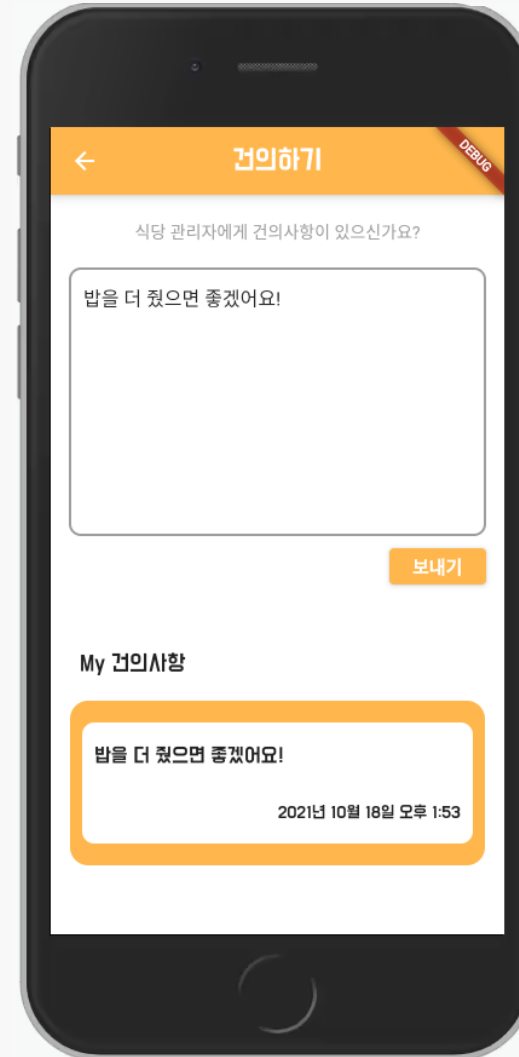 건의하기
DEBUG
식당 관리자에게 건의사항이 있으신가요?
밥을 더 줬으면 좋겠어요!
보내기
My 건의사항
밥을 더 줬으면 좋겠어요!
2021년 10월 18일 오후 1:53